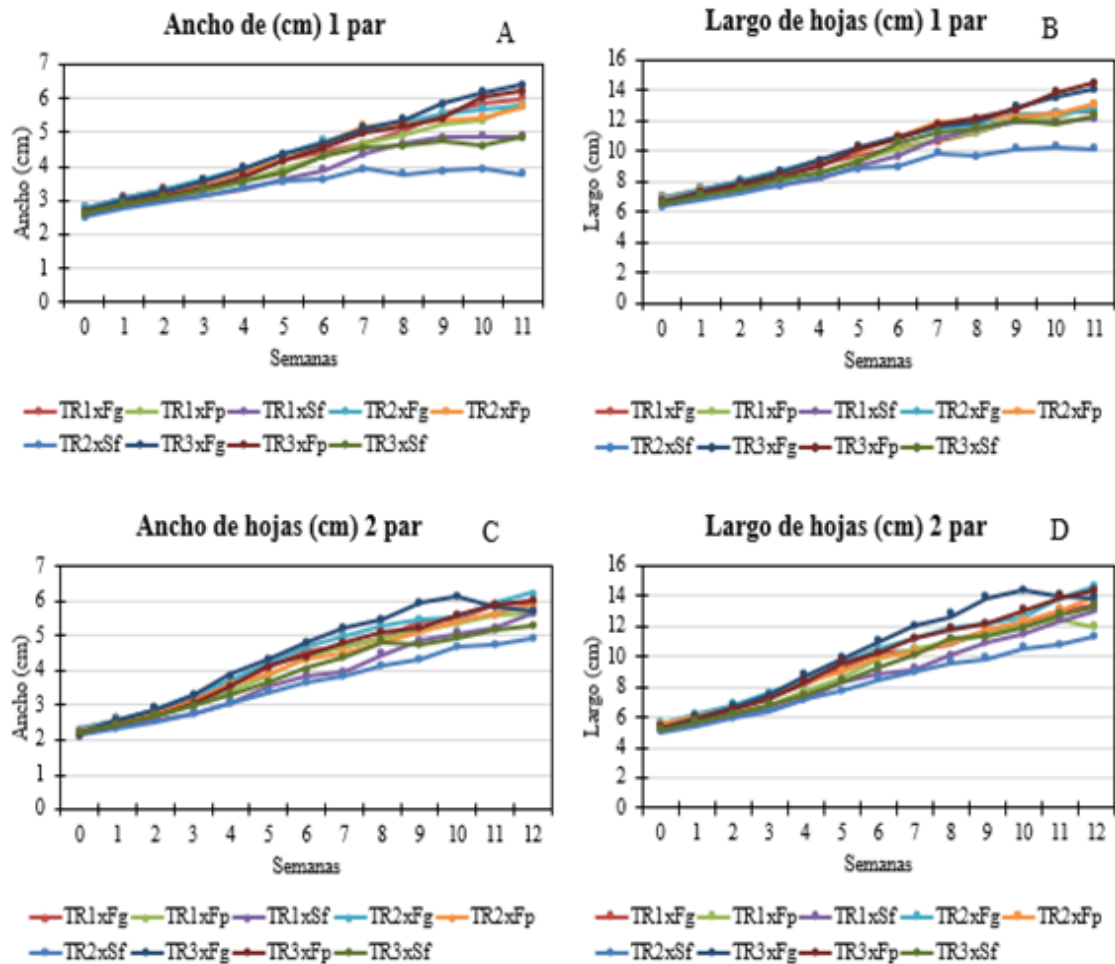 Ancho de (cm) 1 par A
Ancho (cm)
7
6
5
4
3
2
1
0
0 1 2 3 4 5 6 7 8 9 10 11
Semanas
TR1xFg TR1xFp TR1xSf TR2xFg TR2xFp
TR2xSf TR3xFg TR3xFp TR3xSf
Largo de hojas (cm) 1 par B
Largo (cm)
16
14
12
10
8
6
4
2
0
0 1 2 3 4 5 6 7 8 9 10 11
Semanas
TR1xFg TR1xFp TR1xSf TR2xFg TR2xFp
TR2xSf TR3xFg TR3xFp TR3xSf
Ancho de hojas (cm) 2 par C
Ancho (cm)
7
6
5
4
3
2
1
0
0 1 2 3 4 5 6 7 8 9 10 11 12
Semanas
TR1xFg TR1xFp TR1xSf TR2xFg TR2xFp
TR2xSf TR3xFg TR3xFp TR3xSf
Largo de hojas (cm) 2 par D
Largo (cm)
16
14
12
10
8
6
4
2
0
0 1 2 3 4 5 6 7 8 9 10 11 12
Semanas
TR1xFg TR1xFp TR1xSf TR2xFg TR2xFp
TR2xSf TR3xFg TR3xFp TR3xSf